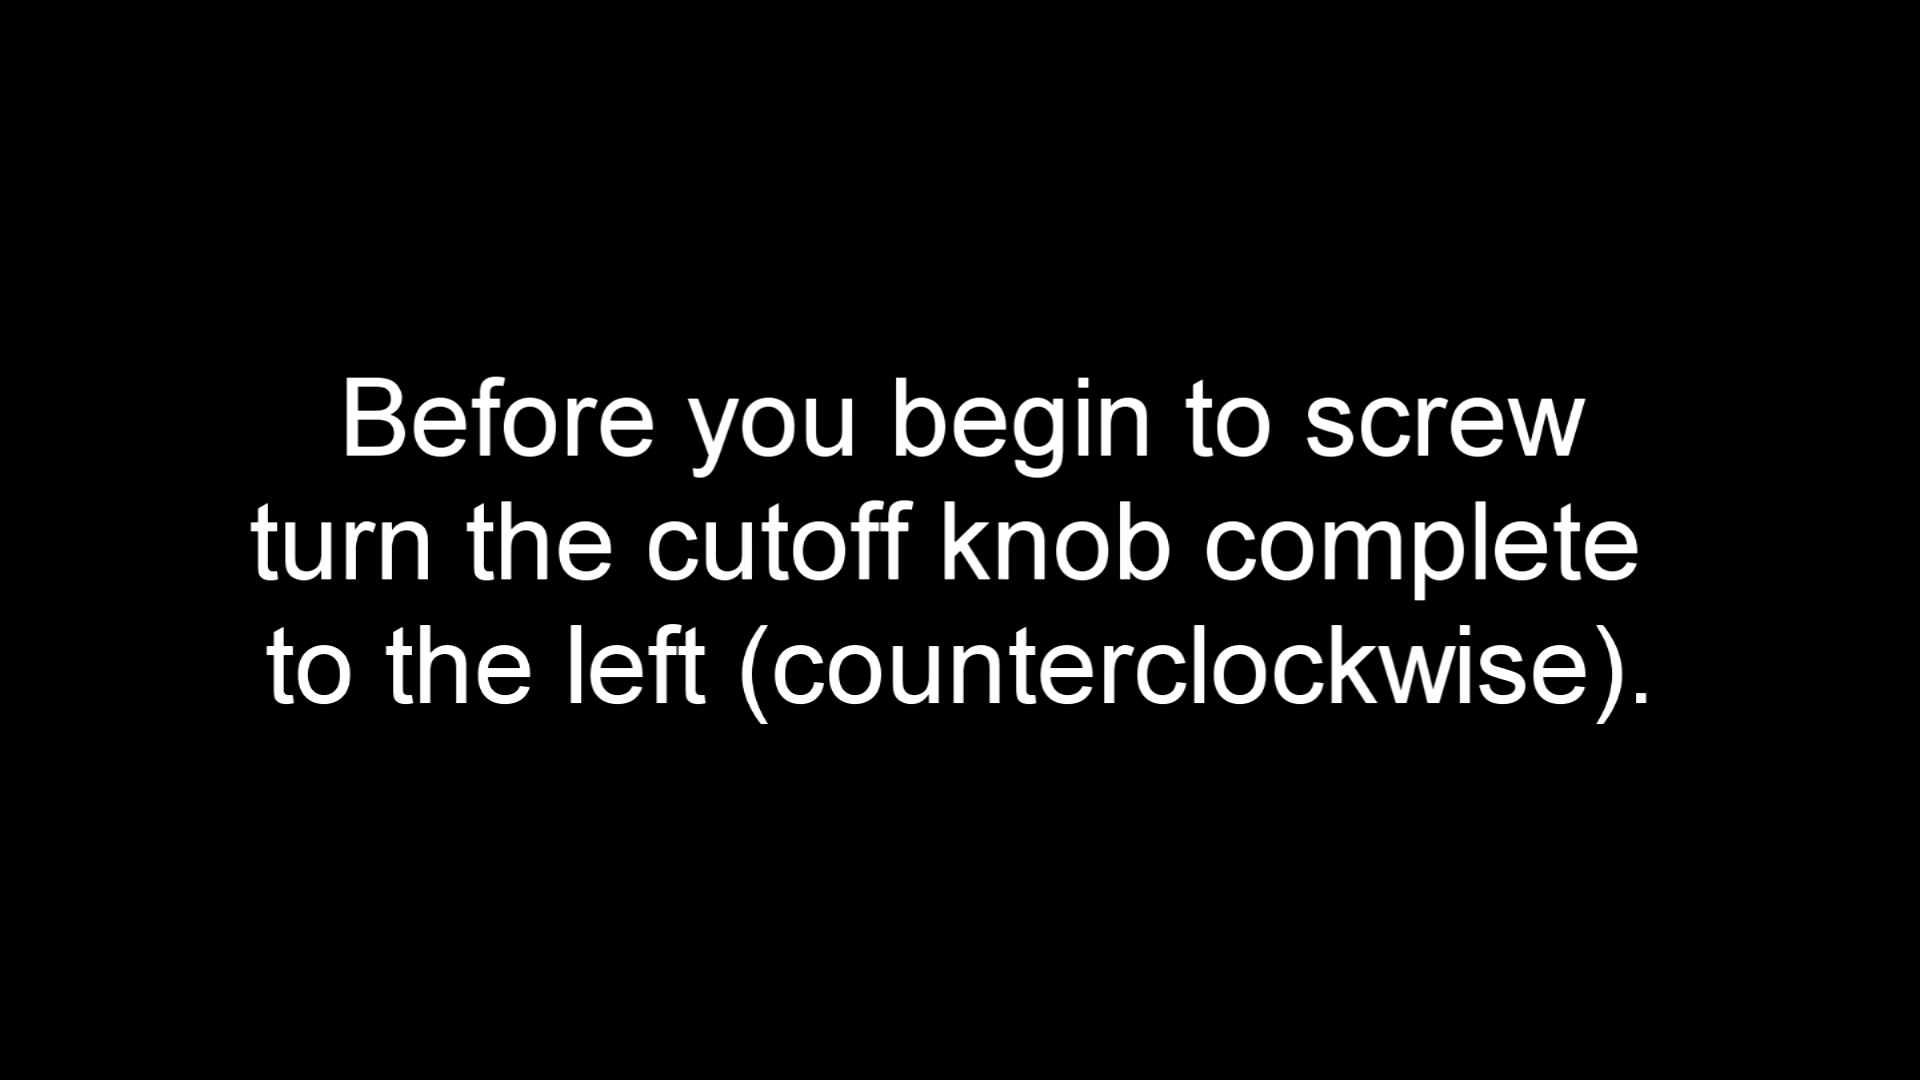 Before you begin to screw
turn the cutoff knob complete
to the left (counterclockwise).